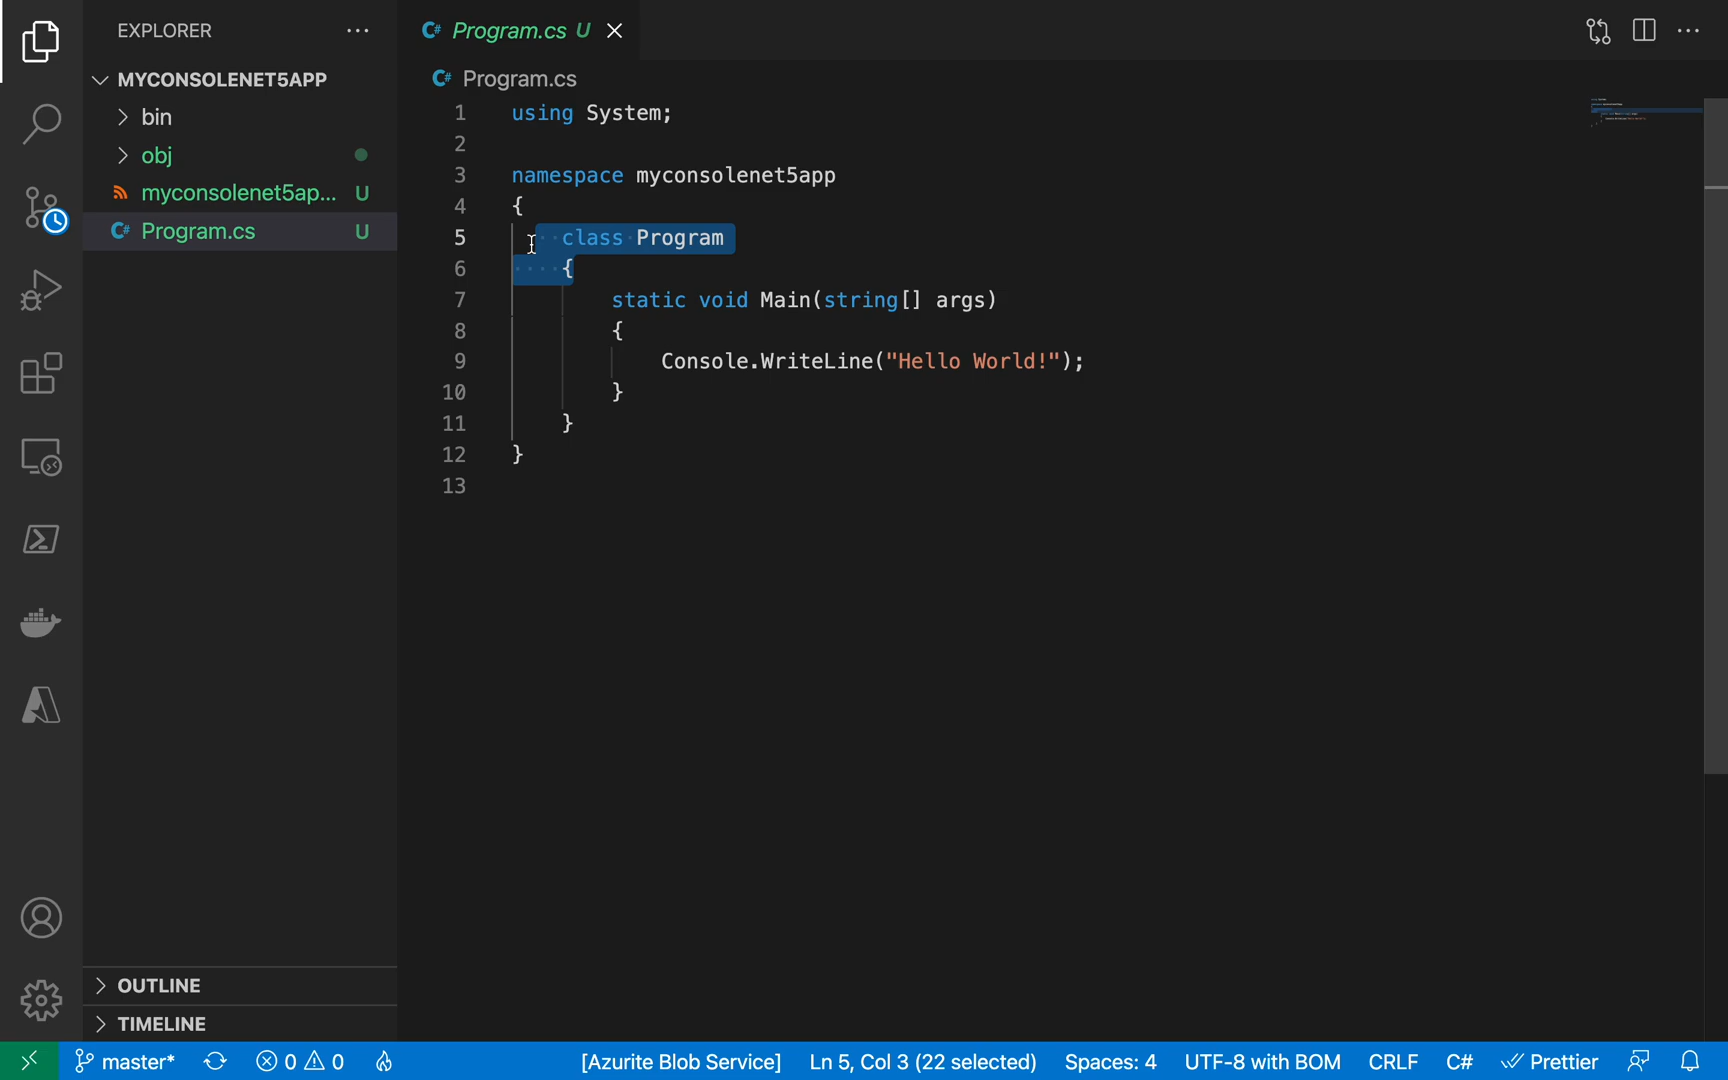 EXPLORER
MYCONSOLENET5APP
bin
obj
myconsolenet5ap... U
C# Program.cs U
OUTLINE
TIMELINE
C# Program.cs U
C# Program.cs
1 using System;
2
3 namespace myconsolenet5app
4 {
5 ··class·Program
6 ····{
7 static void Main(string[] args)
8 {
9 Console.WriteLine("Hello World!");
10 }
11 }
12 }
13
master* 0 0 [Azurite Blob Service] Ln 5, Col 3 (22 selected) Spaces: 4 UTF-8 with BOM CRLF C# Prettier